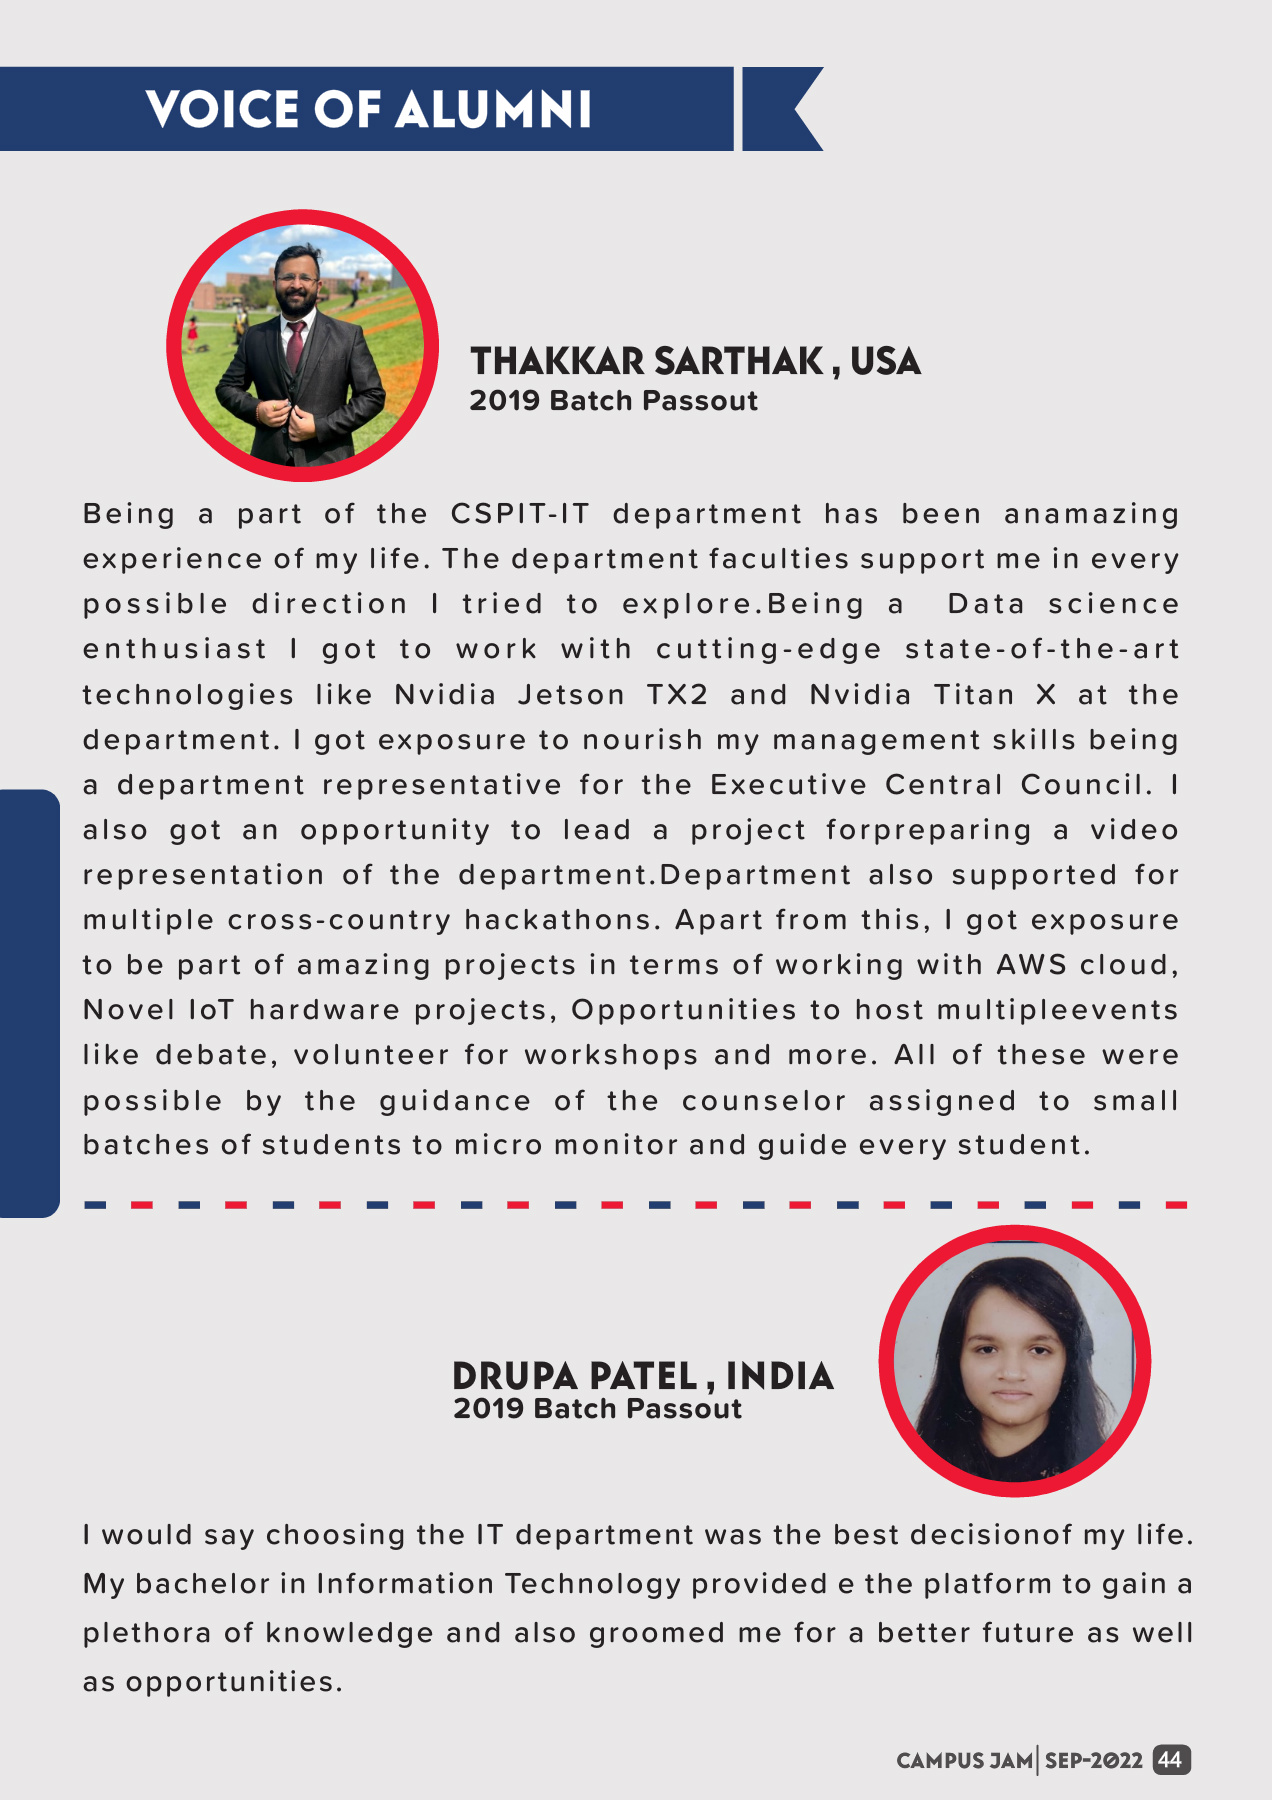 VOICE OF ALUMNI
THAKKAR SARTHAK , USA
2019 Batch Passout
Being a part of the CSPIT-IT department has been anamazing
experience of my life. The department faculties support me in every
possible direction I tried to explore.Being a Data science
enthusiast I got to work with cutting-edge state-of-the-art
technologies like Nvidia Jetson TX2 and Nvidia Titan X at the
department. I got exposure to nourish my management skills being
a department representative for the Executive Central Council. I
also got an opportunity to lead a project forpreparing a video
representation of the department.Department also supported for
multiple cross-country hackathons. Apart from this, I got exposure
to be part of amazing projects in terms of working with AWS cloud,
Novel IoT hardware projects, Opportunities to host multipleevents
like debate, volunteer for workshops and more. All of these were
possible by the guidance of the counselor assigned to small
batches of students to micro monitor and guide every student.
DRUPA PATEL , INDIA
2019 Batch Passout
I would say choosing the IT department was the best decisionof my life.
My bachelor in Information Technology provided e the platform to gain a
plethora of knowledge and also groomed me for a better future as well
as opportunities.
CAMPUS JAM| SEP-2022 44